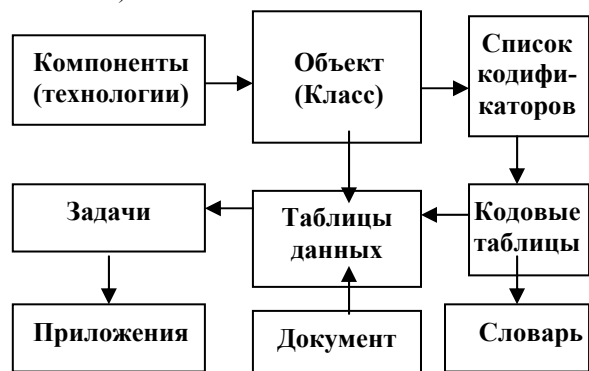 Компоненты
(технологии)
Объект
(Класс)
Список
кодифи-
каторов
Задачи
Таблицы
данных
Кодовые
таблицы
Приложения
Документ
Словарь